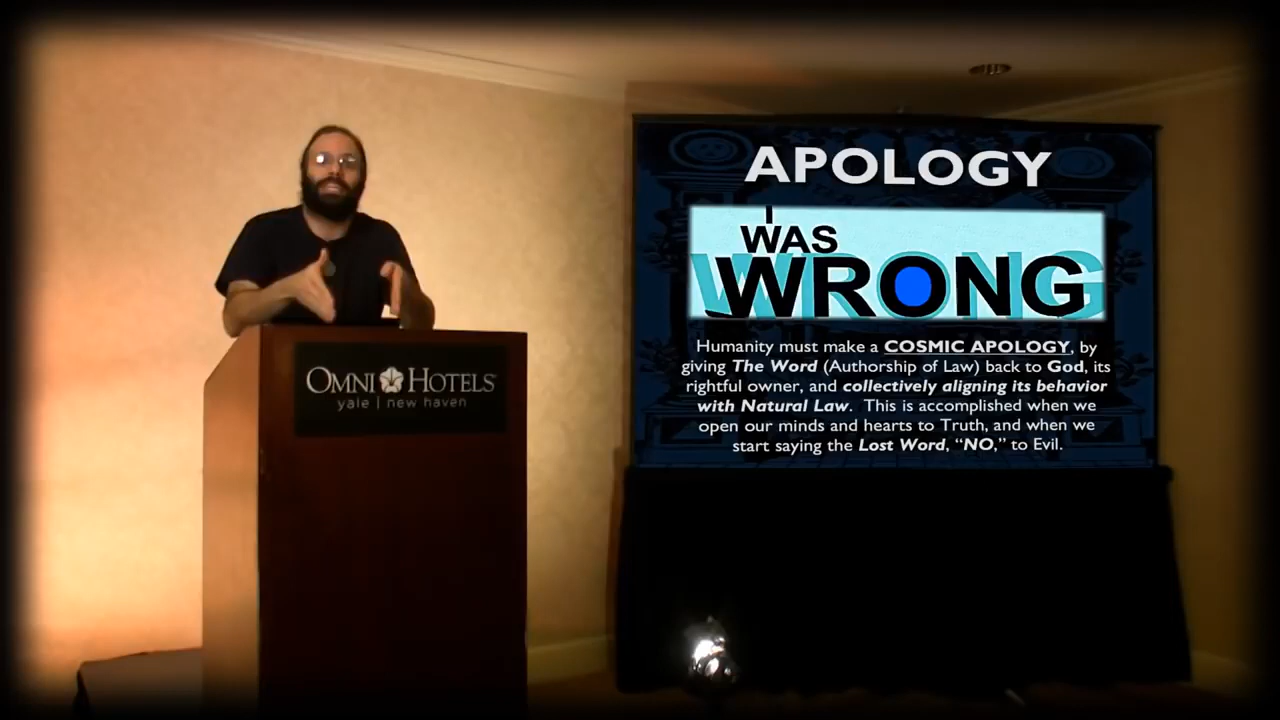 OMNI HOTELS
yale | new haven
APOLOGY
I
WAS
WRONG
Humanity must make a COSMIC APOLOGY, by
giving The Word (Authorship of Law) back to God, its
rightful owner, and collectively aligning its behavior
with Natural Law. This is accomplished when we
open our minds and hearts to Truth, and when we
start saying the Lost Word, “NO,” to Evil.